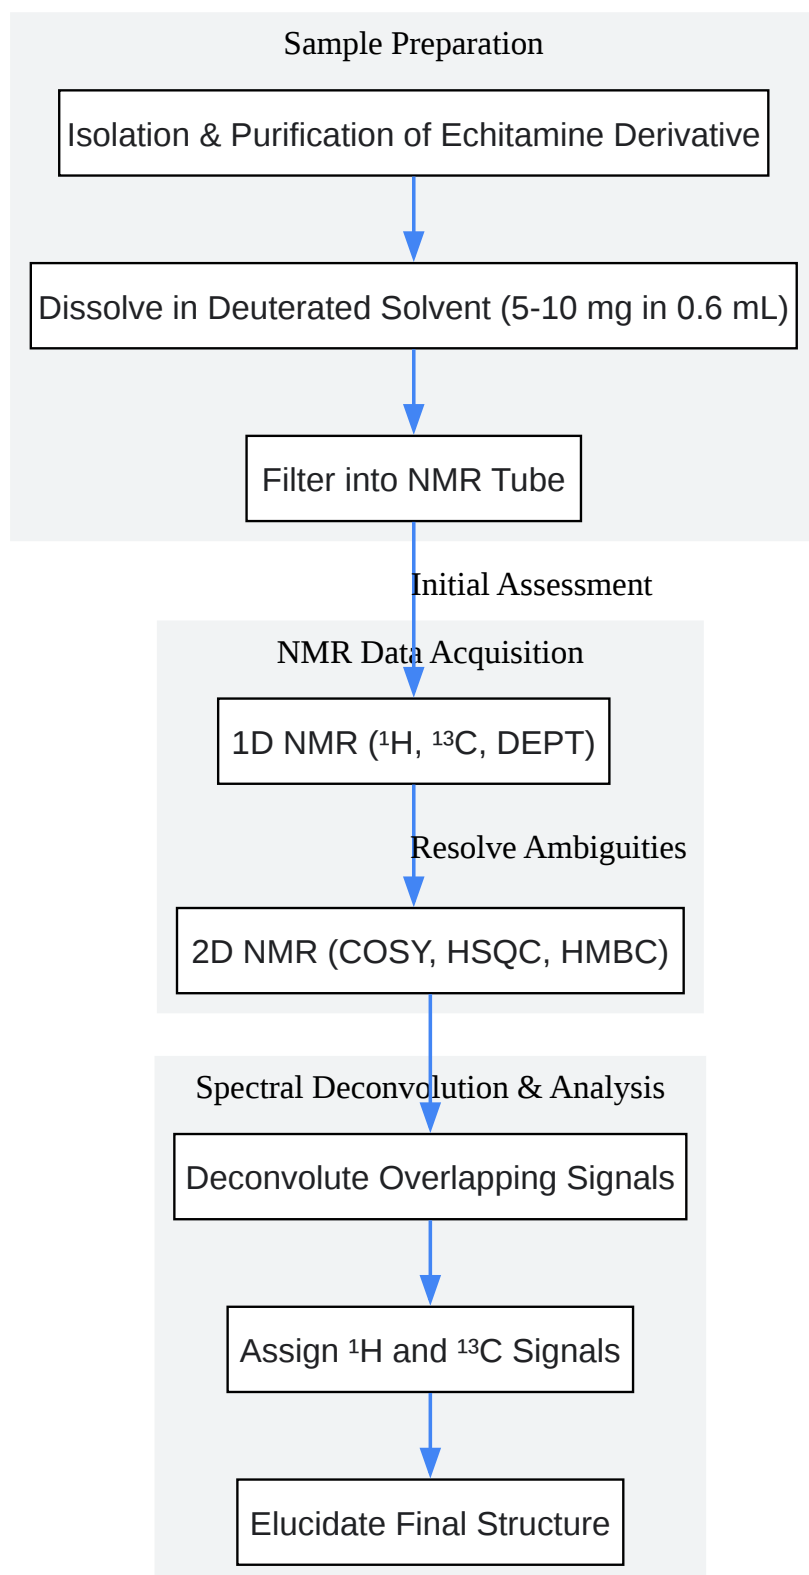 Sample Preparation
Isolation & Purification of Echitamine Derivative
Dissolve in Deuterated Solvent (5-10 mg in 0.6 mL)
Filter into NMR Tube
Initial Assessment
NMR Data Acquisition
1D NMR (¹H, ¹³C, DEPT)
Resolve Ambiguities
2D NMR (COSY, HSQC, HMBC)
Spectral Deconvolution & Analysis
Deconvolute Overlapping Signals
Assign ¹H and ¹³C Signals
Elucidate Final Structure